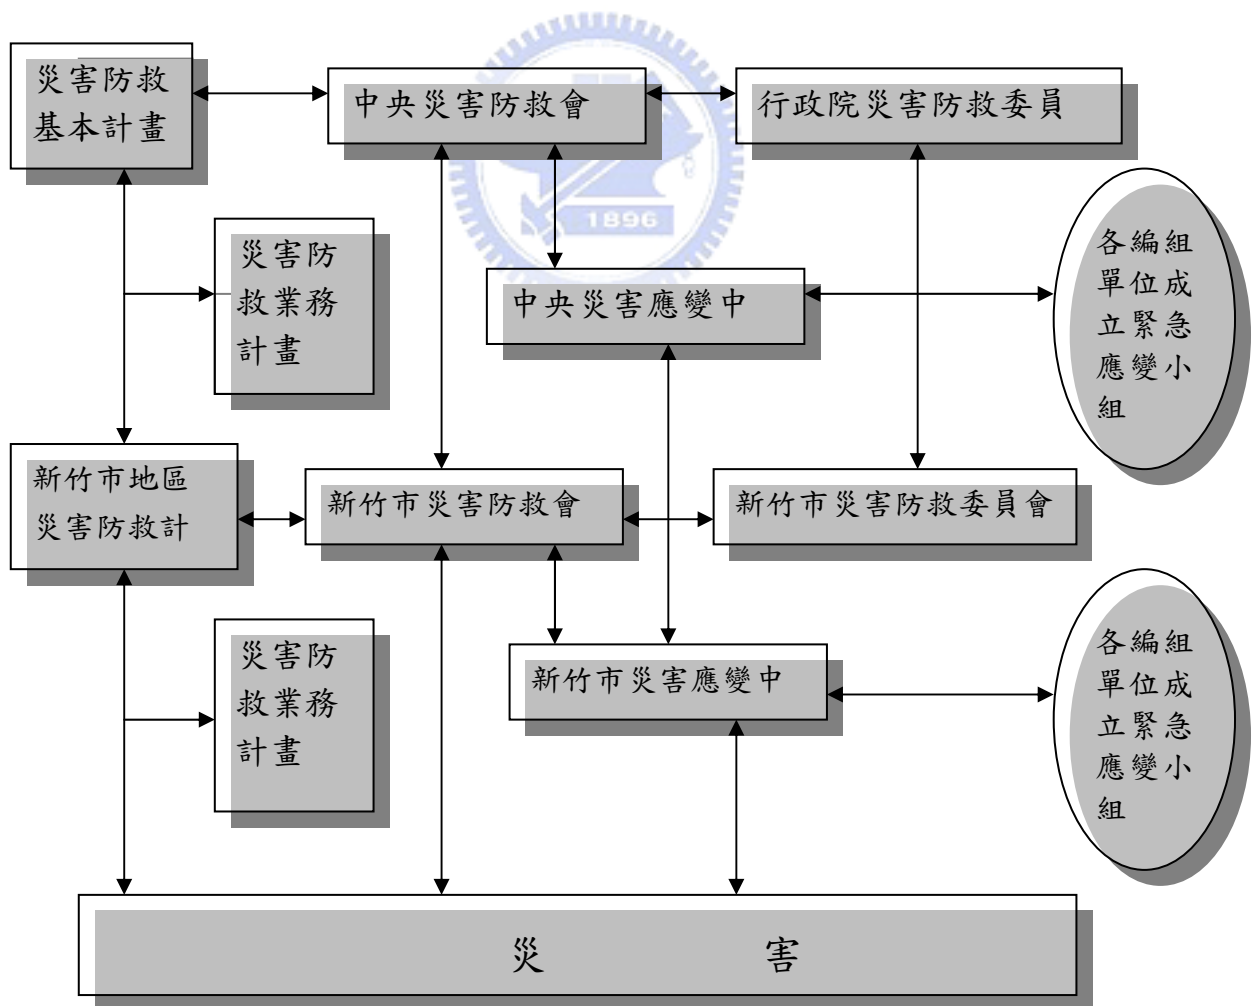 災害防救
基本計畫
中央災害防救會
行政院災害防救委員
1896
災害防
救業務
計畫
中央災害應變中
各編組
單位成
立緊急
應變小
組
新竹市地區
災害防救計
新竹市災害防救會
新竹市災害防救委員會
災害防
救業務
計畫
新竹市災害應變中
各編組
單位成
立緊急
應變小
組
災 害